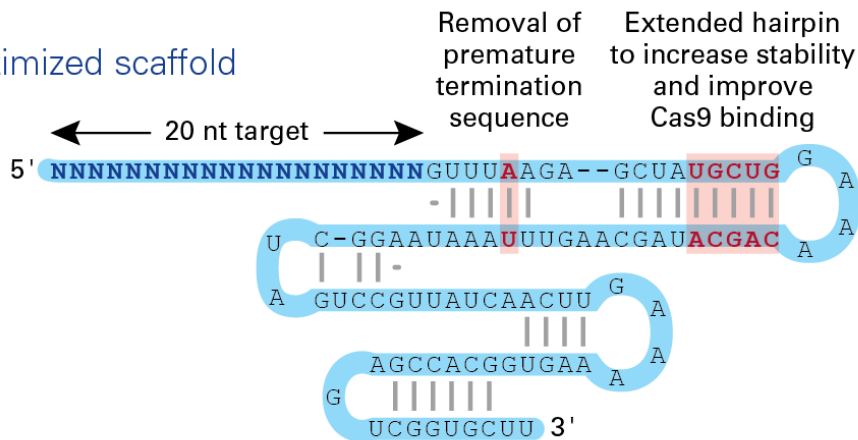 Removal of premature termination sequence
Extended hairpin to increase stability and improve Cas9 binding
timized scaffold
20 nt target
5' NNNNNNNNNNNNNNNNNNNNGUUUAAGA--GCUAUGCUG
G
A
A
A
C-GGAAUAAAUUUGAACGAUACGAC
U
A
GUCCGUUAUCAACUU
G
A
A
A
AGCCACGGUGAA
G
UCGGUGCUU 3'